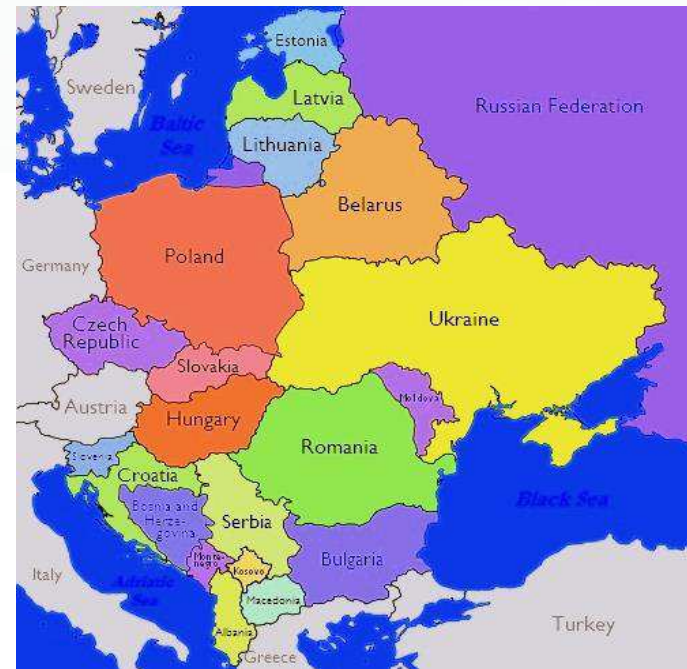 Estonia
Sweden
Latvia
Russian Federation
Baltic
Sea
Lithuania
Belarus
Poland
Germany
Ukraine
Czech
Republic
Slovakia
Moldova
Austria
Hungary
Romania
Slovenia
Croatia
Bosnia and
Herze-
govina
Serbia
Black Sea
Monte-
negro
Kosovo
Bulgaria
Italy
Adriatic
Sea
Macedonia
Albania
Turkey
Greece